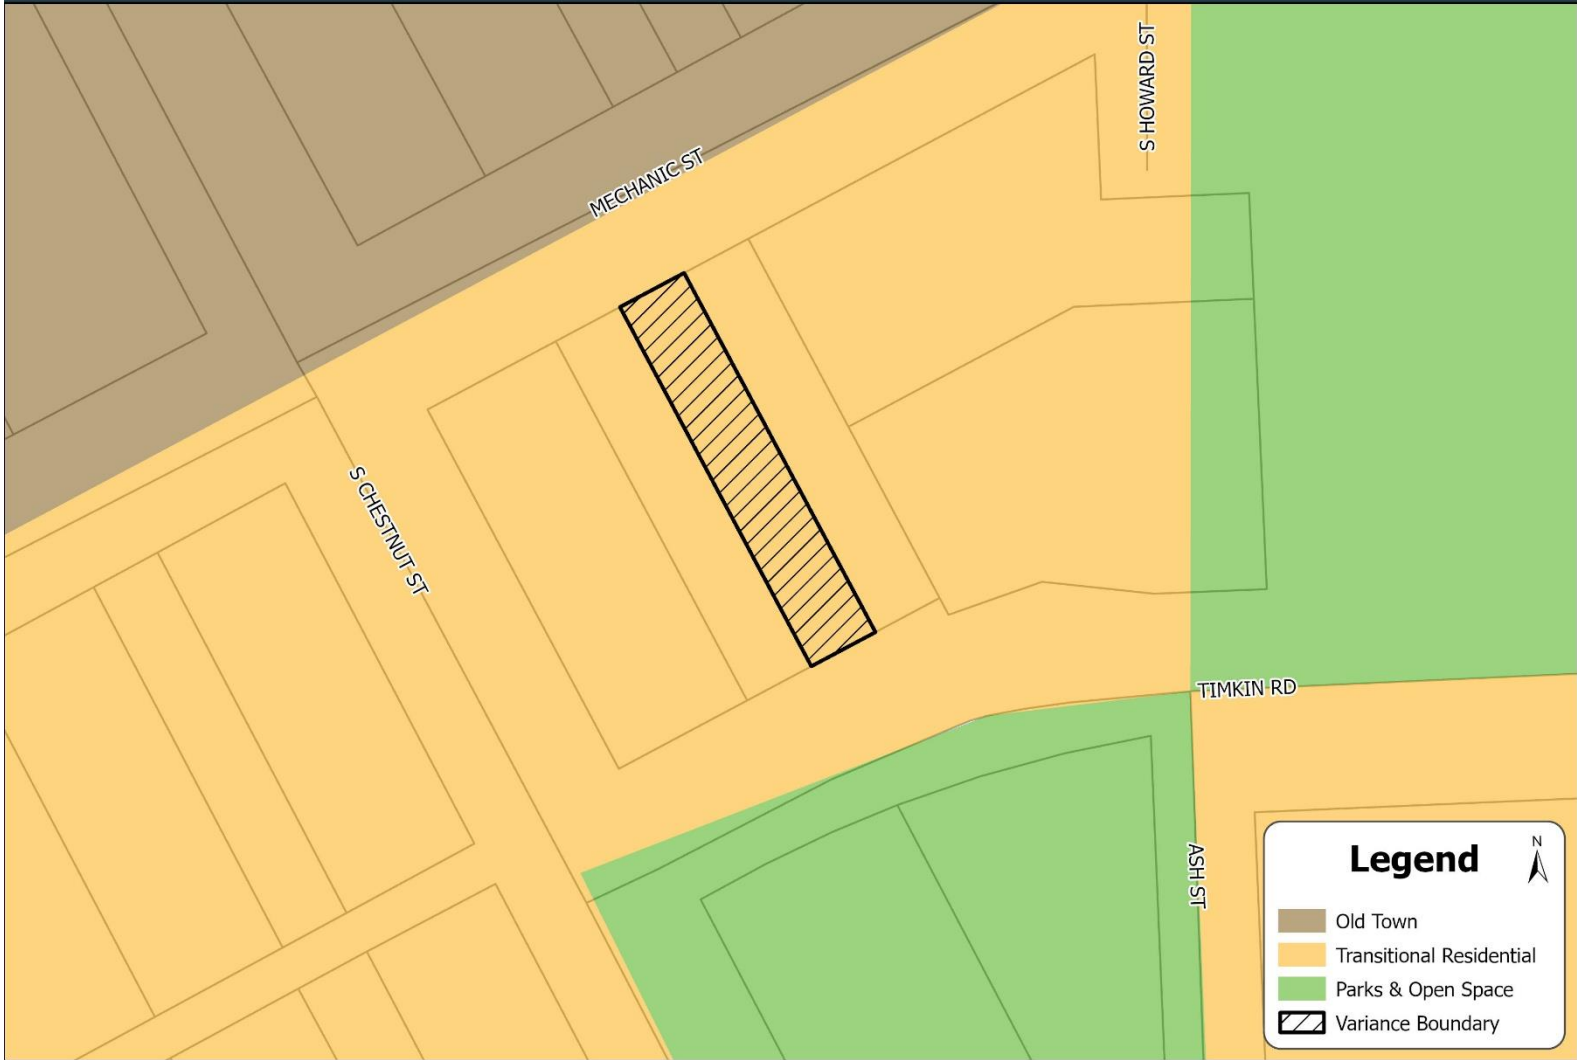 S HOWARD ST
MECHANIC ST
S CHESTNUT ST
TIMKIN RD
ASH ST
Legend
N
Old Town
Transitional Residential
Parks & Open Space
Variance Boundary